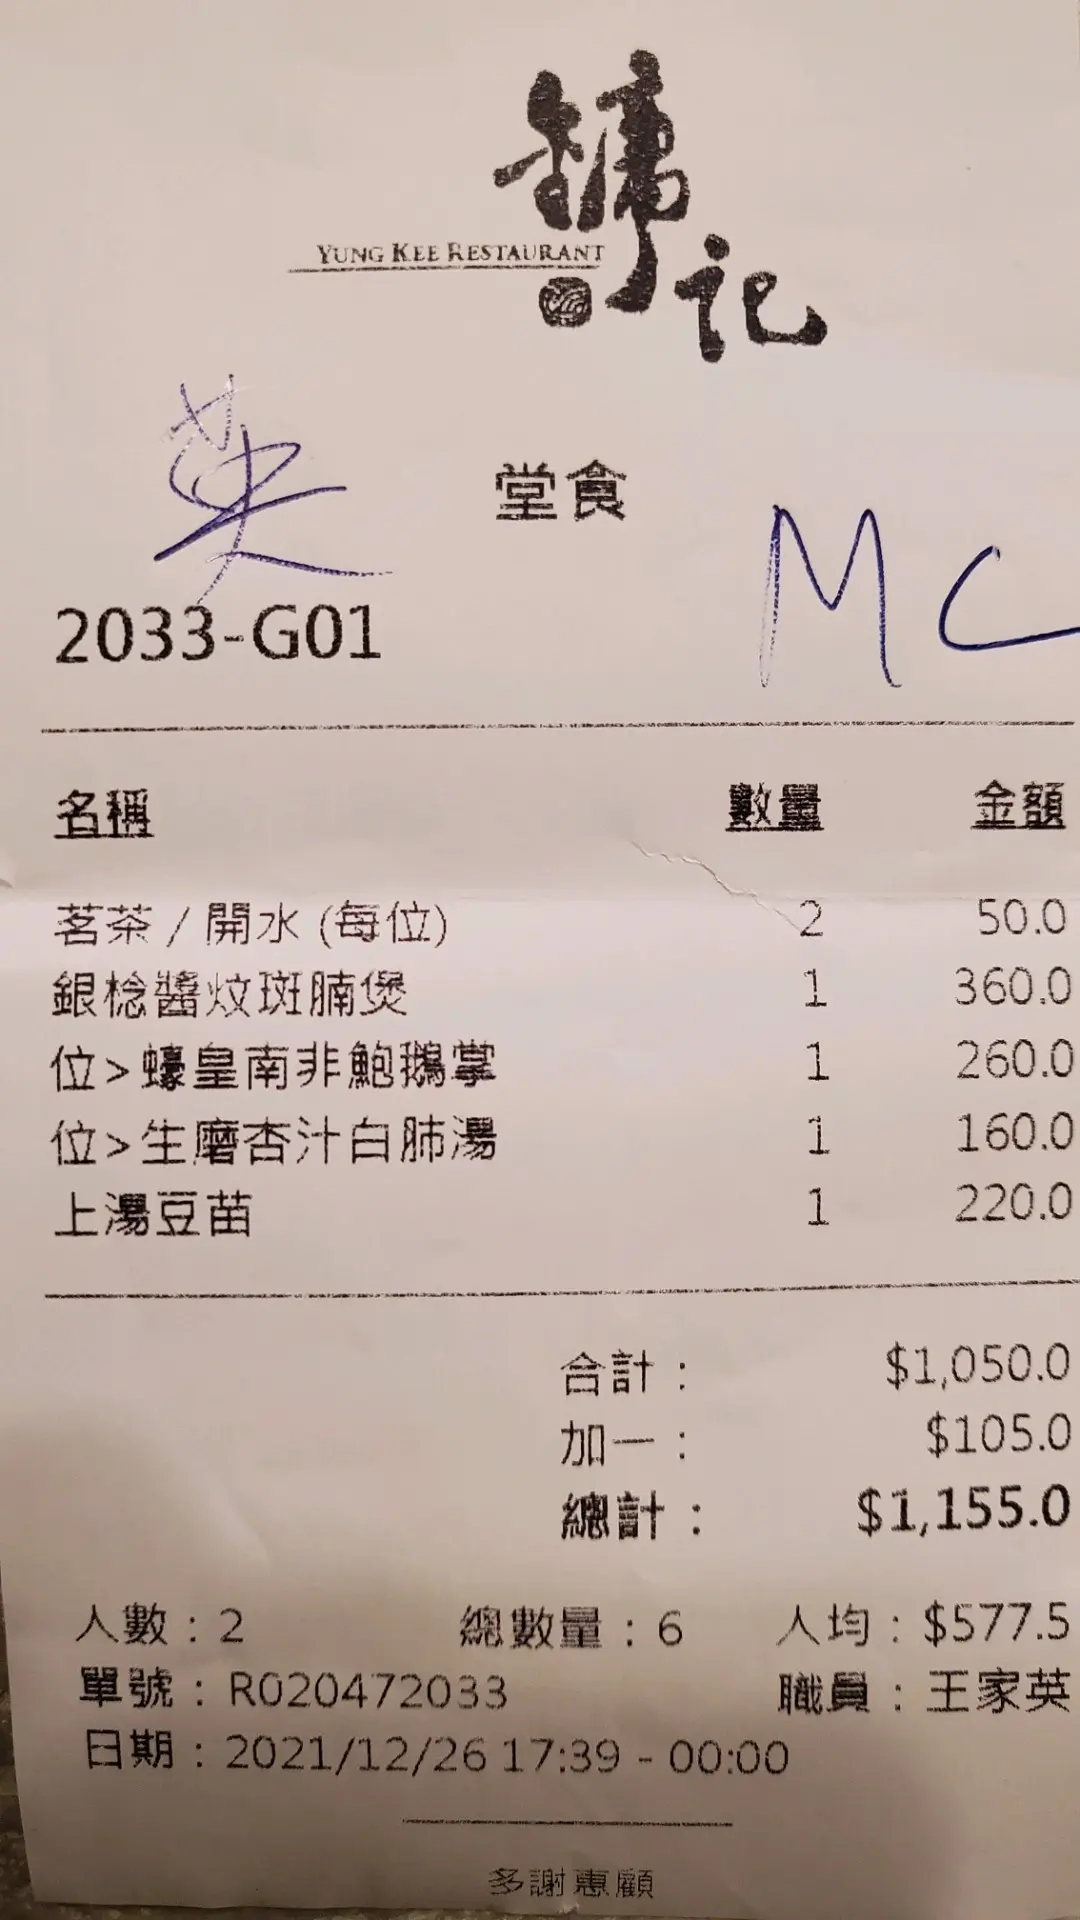 鏞記
YUNG KEE RESTAURANT
英
堂食
MC
2033-G01
名稱 數量 金額
茗茶 / 開水 (每位) 2 50.0
銀棯醬炆斑腩煲 1 360.0
位>蠔皇南非鮑鵝掌 1 260.0
位>生磨杏汁白肺湯 1 160.0
上湯豆苗 1 220.0
合計： $1,050.0
加一： $105.0
總計： $1,155.0
人數：2 總數量：6 人均：$577.5
單號：R020472033 職員：王家英
日期：2021/12/26 17:39 - 00:00
多謝惠顧